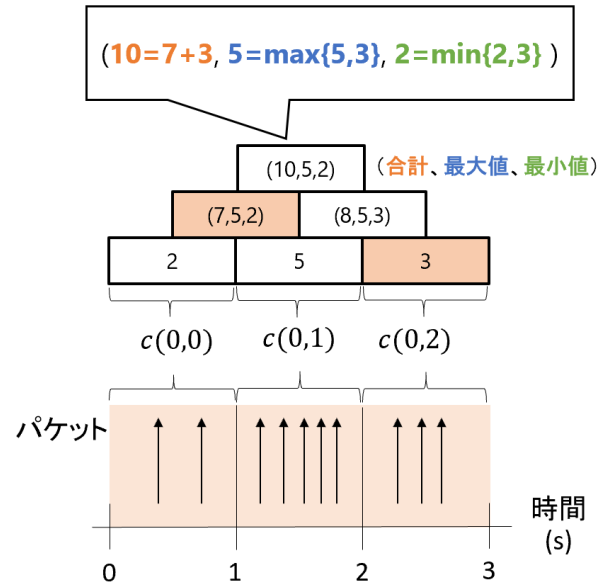 (10=7+3, 5=max{5,3}, 2=min{2,3} )
(10,5,2) (合計、最大値、最小値)
(7,5,2) (8,5,3)
2 5 3
c(0,0) c(0,1) c(0,2)
パケット
時間
(s)
0 1 2 3